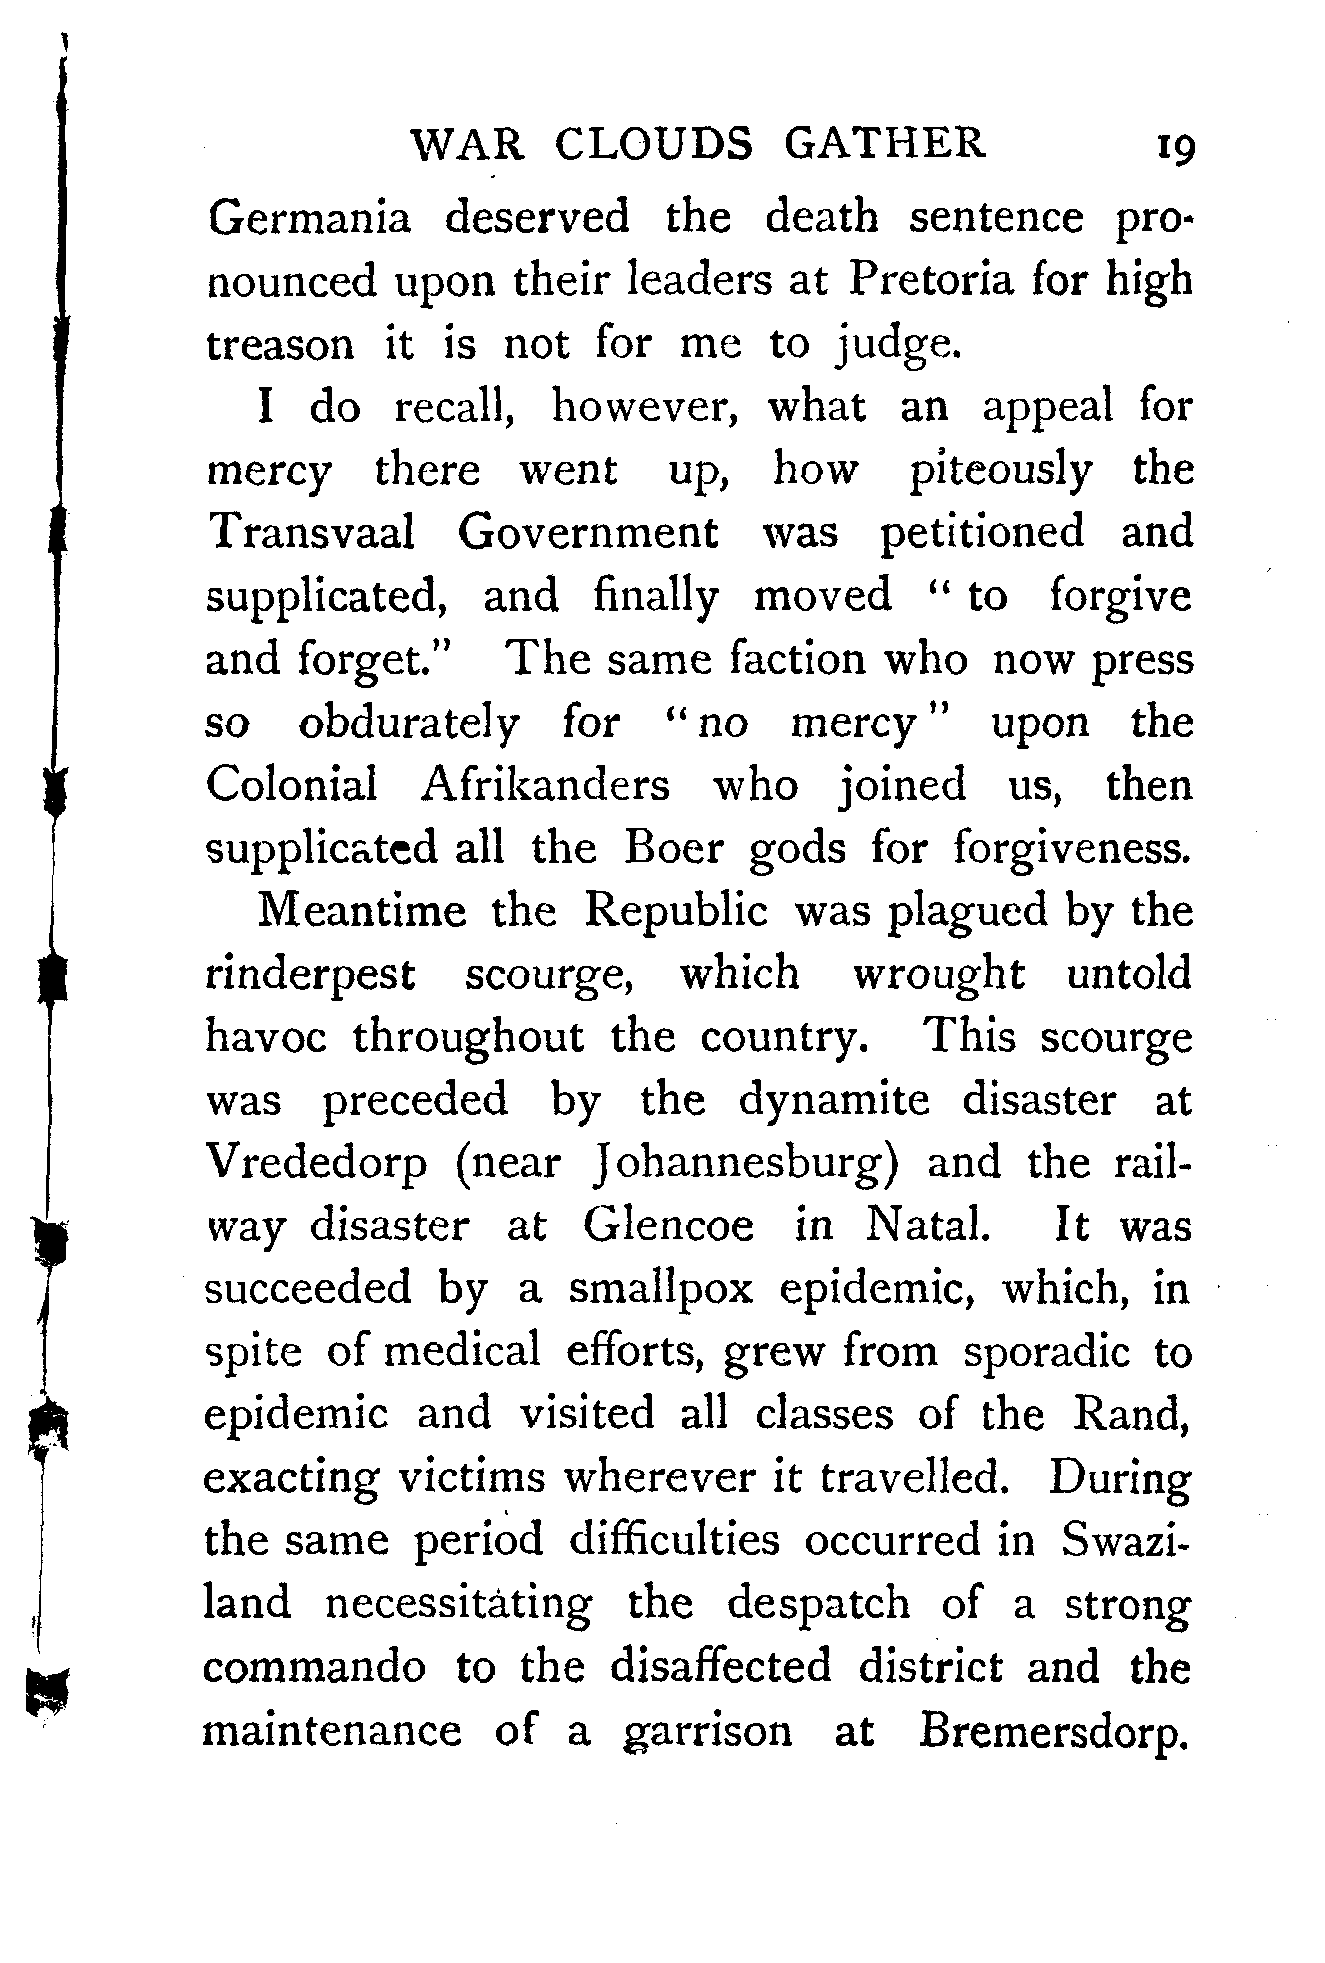 WAR CLOUDS GATHER 19
Germania deserved the death sentence pro-
nounced upon their leaders at Pretoria for high
treason it is not for me to judge.
I do recall, however, what an appeal for
mercy there went up, how piteously the
Transvaal Government was petitioned and
supplicated, and finally moved “ to forgive
and forget.” The same faction who now press
so obdurately for “ no mercy ” upon the
Colonial Afrikanders who joined us, then
supplicated all the Boer gods for forgiveness.
Meantime the Republic was plagued by the
rinderpest scourge, which wrought untold
havoc throughout the country. This scourge
was preceded by the dynamite disaster at
Vrededorp (near Johannesburg) and the rail-
way disaster at Glencoe in Natal. It was
succeeded by a smallpox epidemic, which, in
spite of medical efforts, grew from sporadic to
epidemic and visited all classes of the Rand,
exacting victims wherever it travelled. During
the same period difficulties occurred in Swazi-
land necessitating the despatch of a strong
commando to the disaffected district and the
maintenance of a garrison at Bremersdorp.